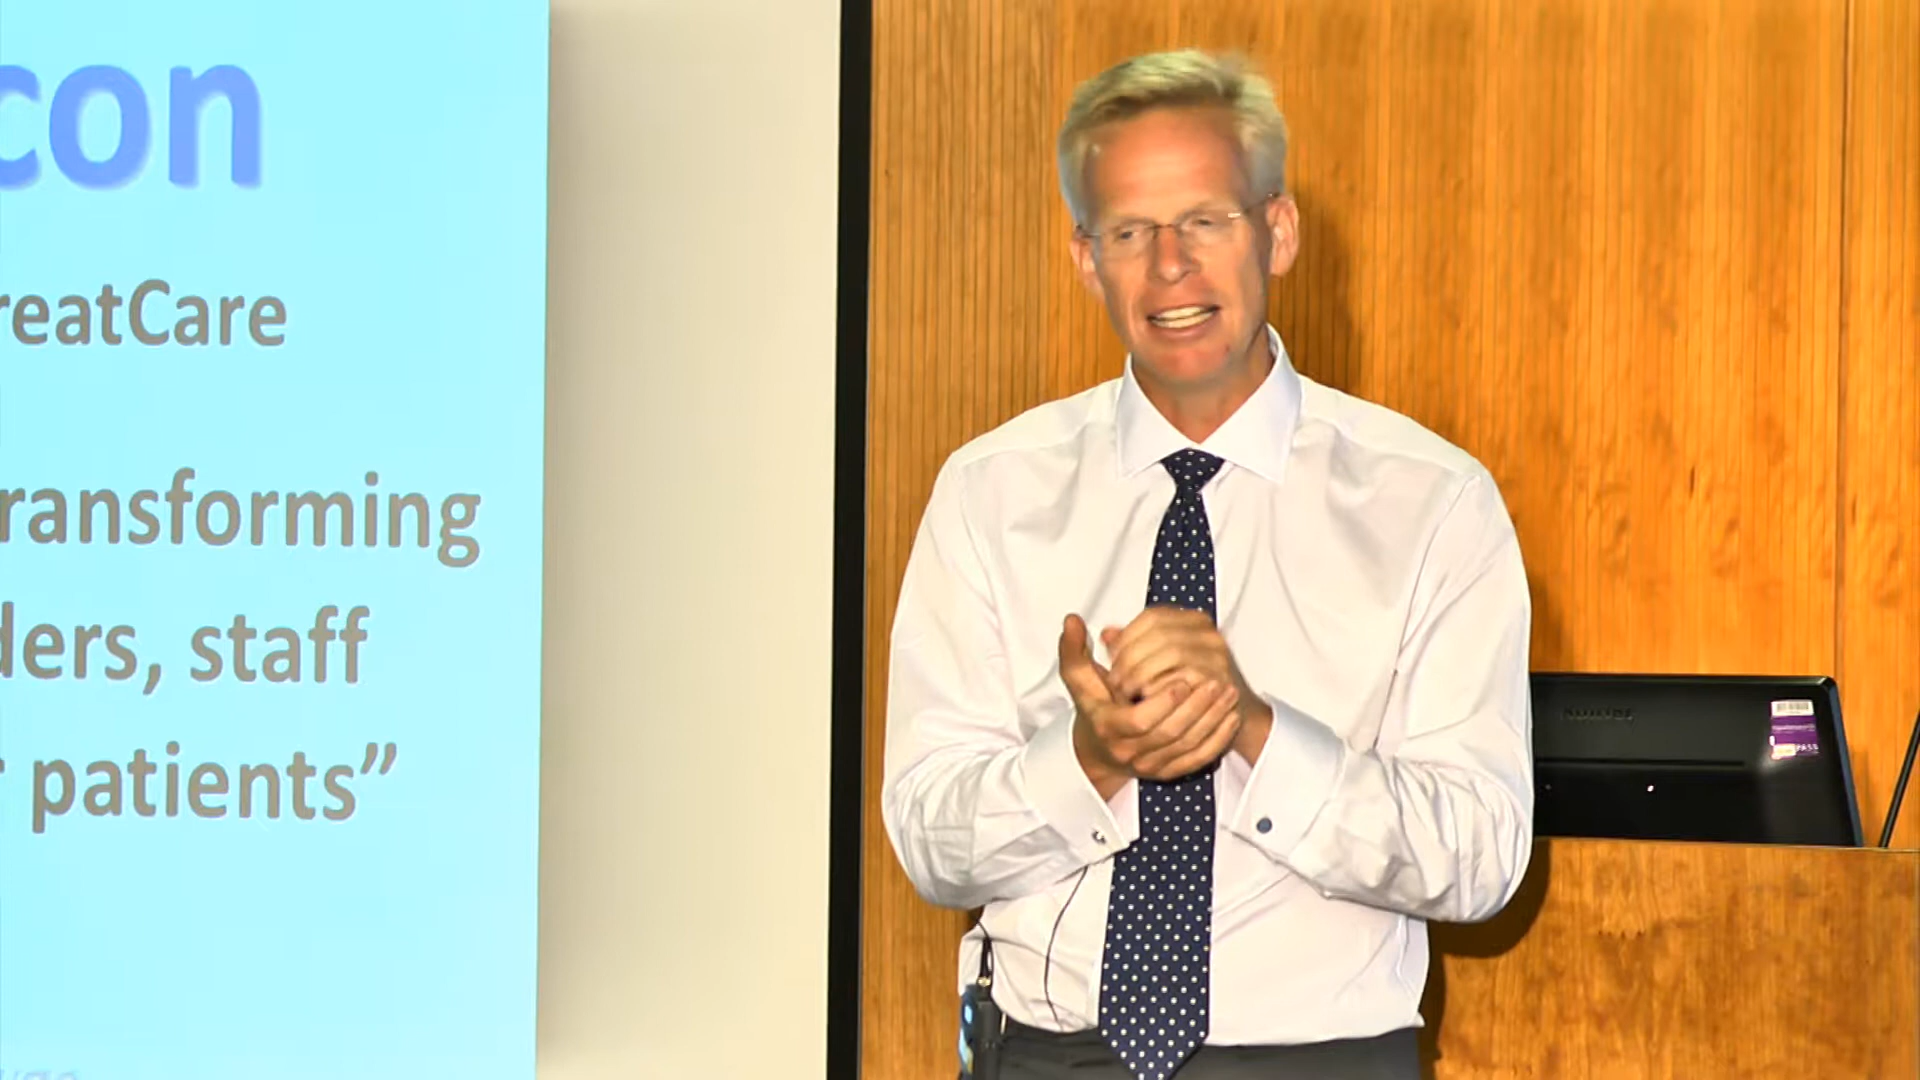 con
reatCare
ransforming
ders, staff
patients”